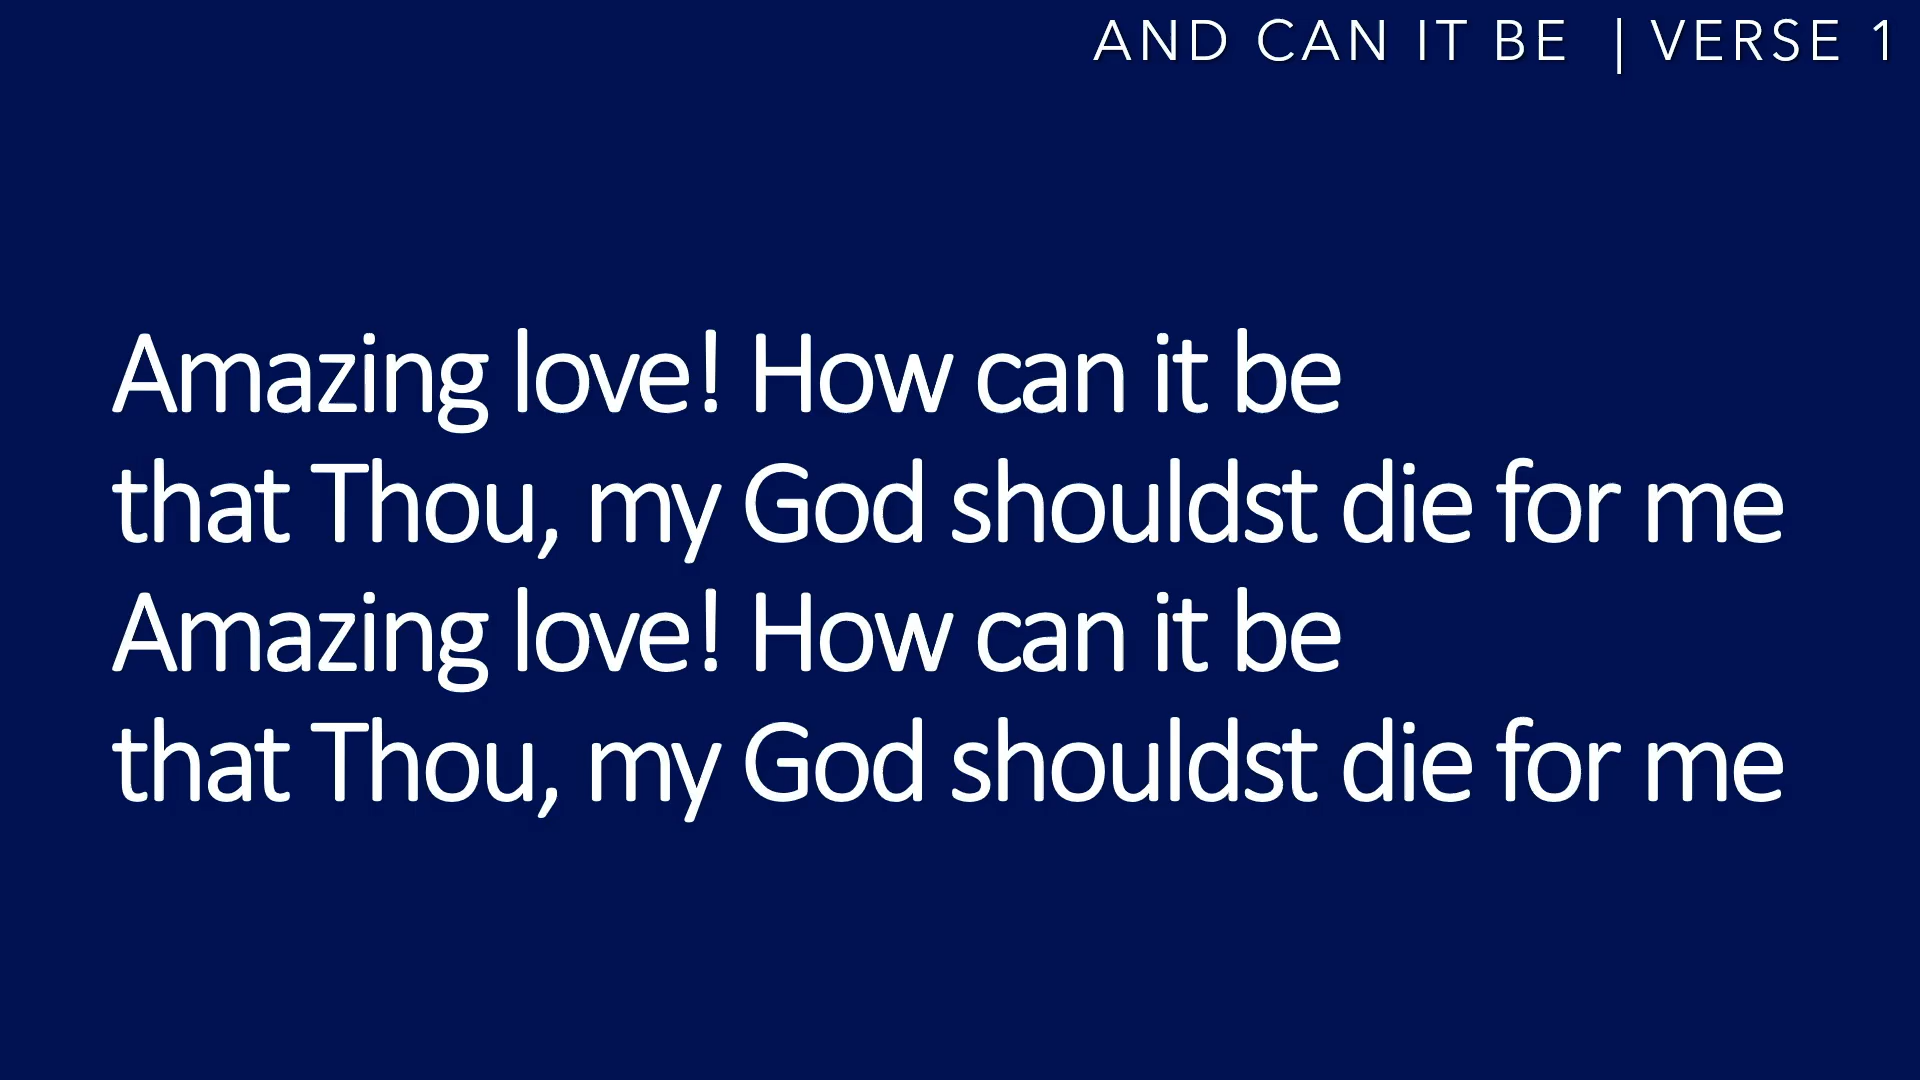 AND CAN IT BE | VERSE 1
Amazing love! How can it be
that Thou, my God shouldst die for me
Amazing love! How can it be
that Thou, my God shouldst die for me